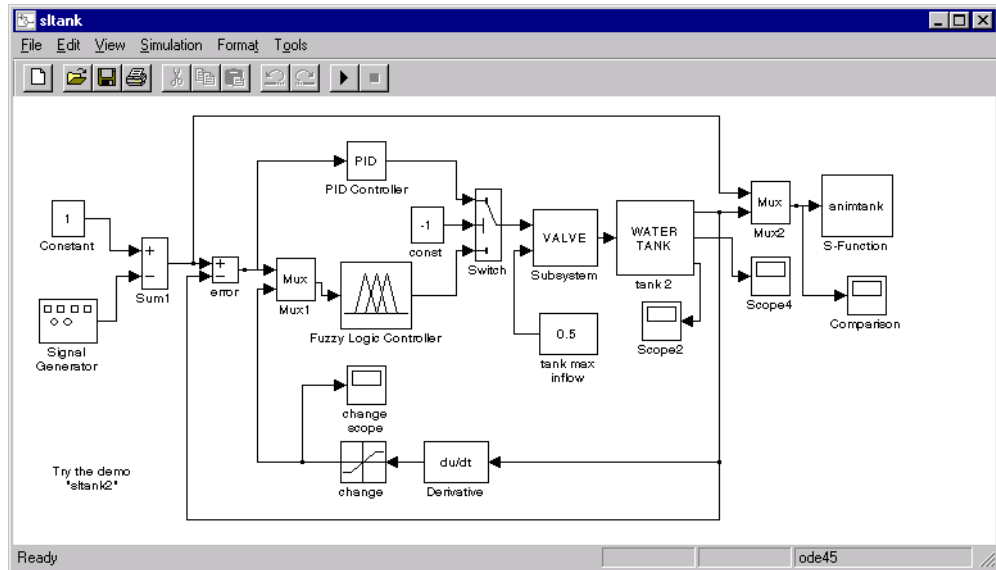 sltank
File Edit View Simulation Format Tools
PID
PID Controller
1
Constant
-1
const
Switch
VALVE
Subsystem
WATER
TANK
tank 2
Mux
Mux2
animtank
S-Function
+
−
Sum1
+
−
error
Mux
Mux1
Fuzzy Logic Controller
Signal
Generator
0.5
tank max
inflow
Scope2
Scope4
Comparison
change
scope
change
du/dt
Derivative
Try the demo
"sltank2"
Ready
ode45